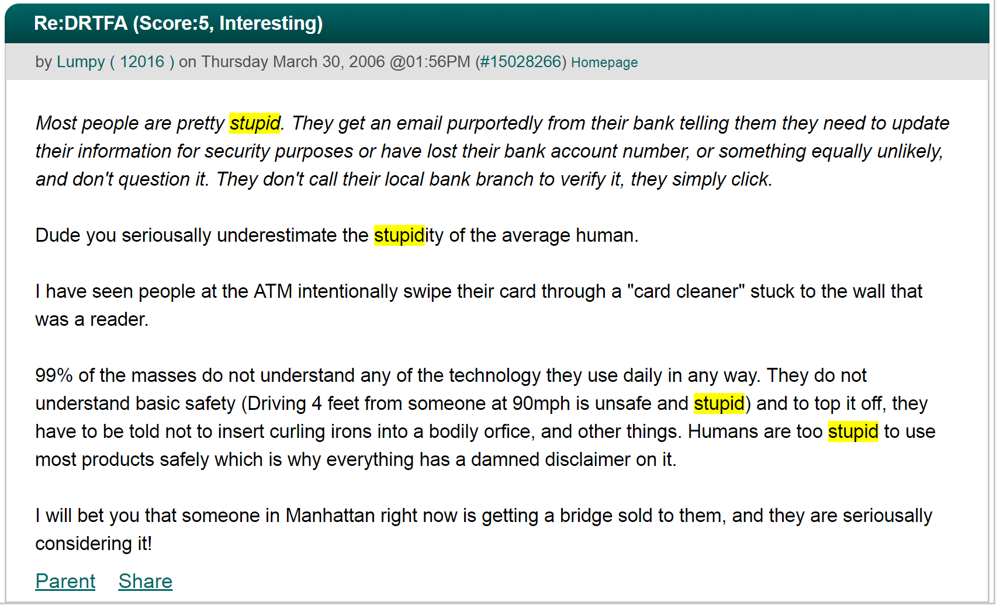 Re:DRTFA (Score:5, Interesting)
by Lumpy ( 12016 ) on Thursday March 30, 2006 @01:56PM (#15028266) Homepage
Most people are pretty stupid. They get an email purportedly from their bank telling them they need to update
their information for security purposes or have lost their bank account number, or something equally unlikely,
and don't question it. They don't call their local bank branch to verify it, they simply click.
Dude you seriousally underestimate the stupidity of the average human.
I have seen people at the ATM intentionally swipe their card through a "card cleaner" stuck to the wall that
was a reader.
99% of the masses do not understand any of the technology they use daily in any way. They do not
understand basic safety (Driving 4 feet from someone at 90mph is unsafe and stupid) and to top it off, they
have to be told not to insert curling irons into a bodily orfice, and other things. Humans are too stupid to use
most products safely which is why everything has a damned disclaimer on it.
I will bet you that someone in Manhattan right now is getting a bridge sold to them, and they are seriousally
considering it!
Parent Share